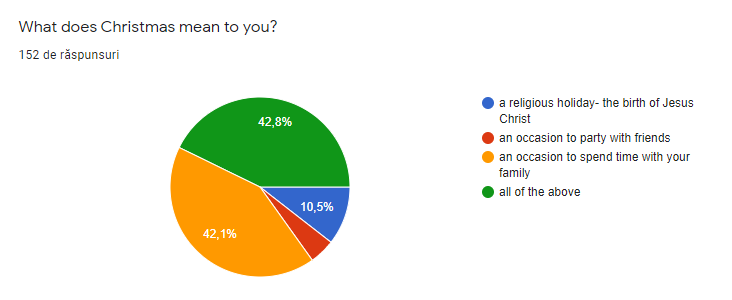 What does Christmas mean to you?
152 de răspunsuri
42,8%
10,5%
42,1%
a religious holiday- the birth of Jesus
Christ
an occasion to party with friends
an occasion to spend time with your
family
all of the above